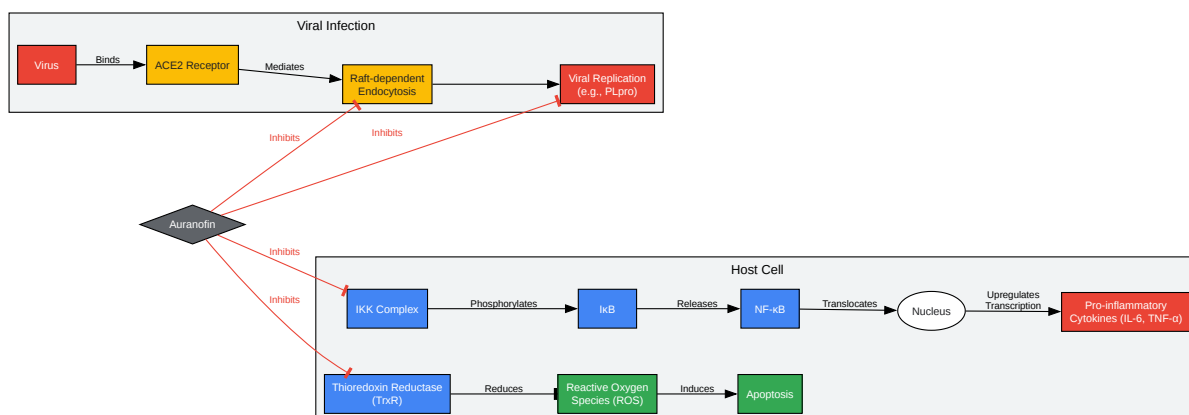 Viral Infection
Virus
Binds
ACE2 Receptor
Mediates
Raft-dependent
Endocytosis
Viral Replication
(e.g., PLpro)
Inhibits
Inhibits
Auranofin
Inhibits
Inhibits
Host Cell
IKK Complex
Phosphorylates
IκB
Releases
NF-κB
Translocates
Nucleus
Upregulates
Transcription
Pro-inflammatory
Cytokines (IL-6, TNF-α)
Thioredoxin Reductase
(TrxR)
Reduces
Reactive Oxygen
Species (ROS)
Induces
Apoptosis